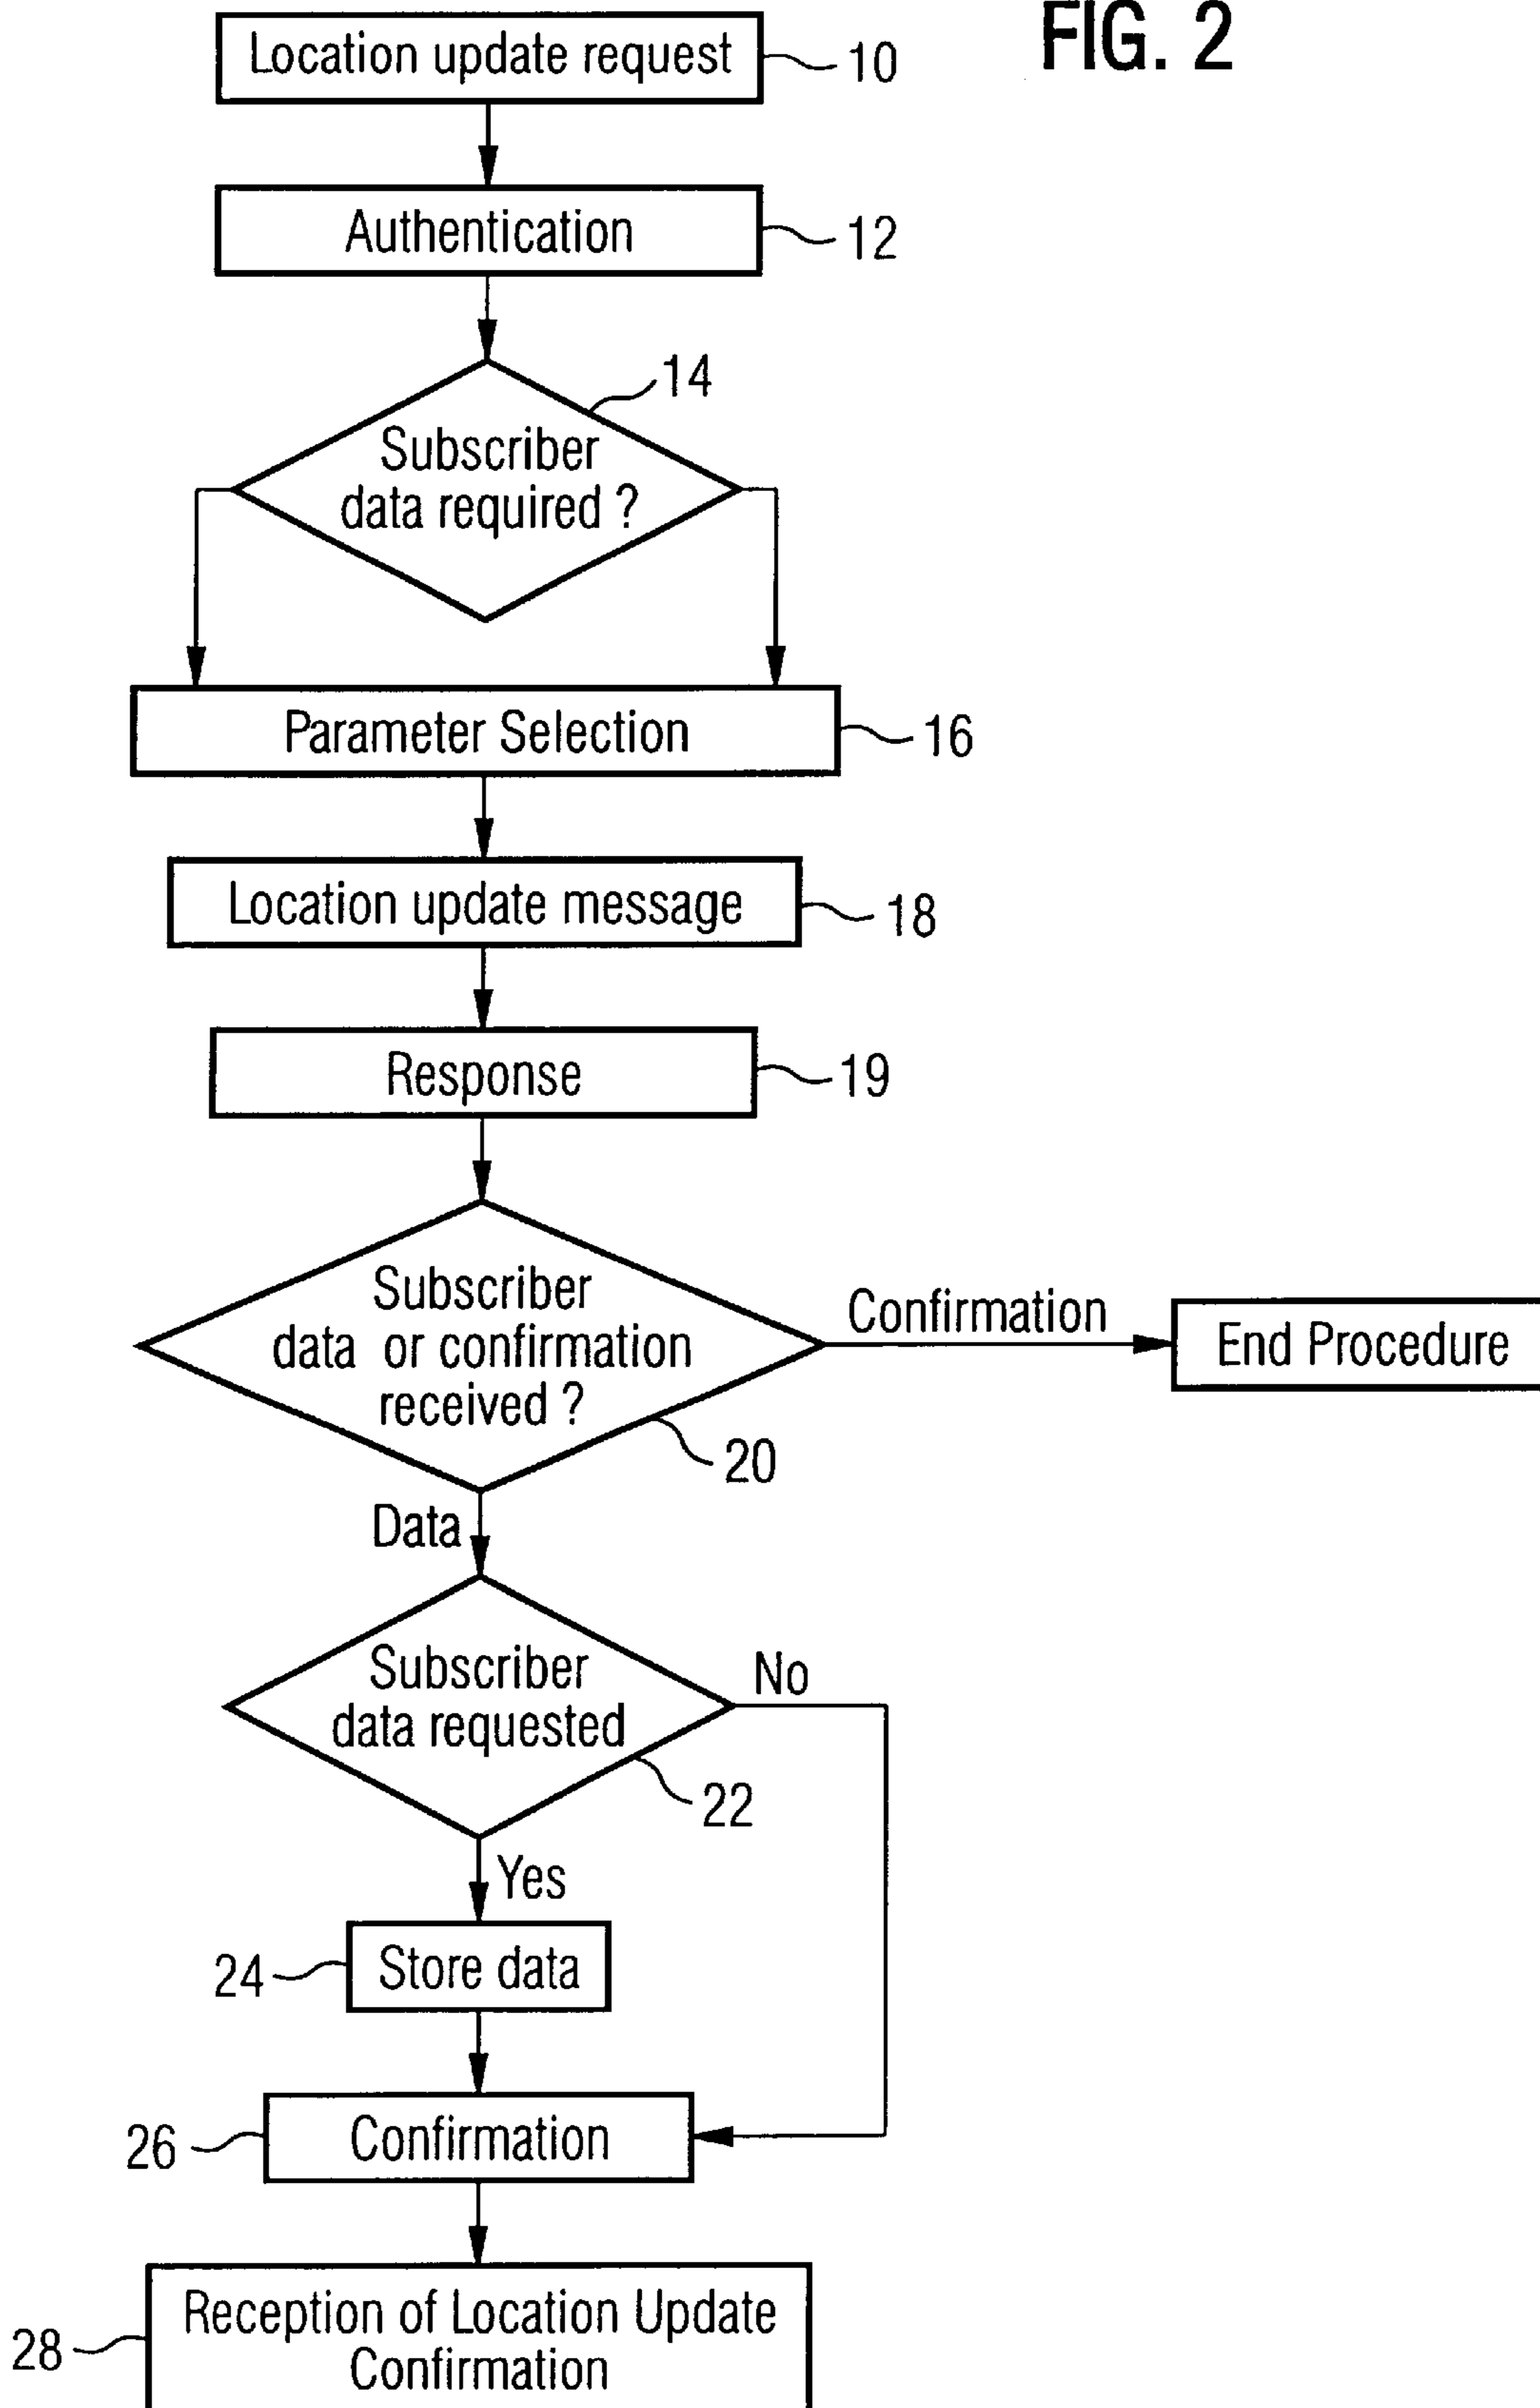 FIG. 2
Location update request
10
Authentication
12
14
Subscriber
data required ?
Parameter Selection
16
Location update message
18
Response
19
Subscriber
data or confirmation
received ?
20
Confirmation
End Procedure
Data
Subscriber
data requested
22
No
Yes
24
Store data
26
Confirmation
28
Reception of Location Update
Confirmation